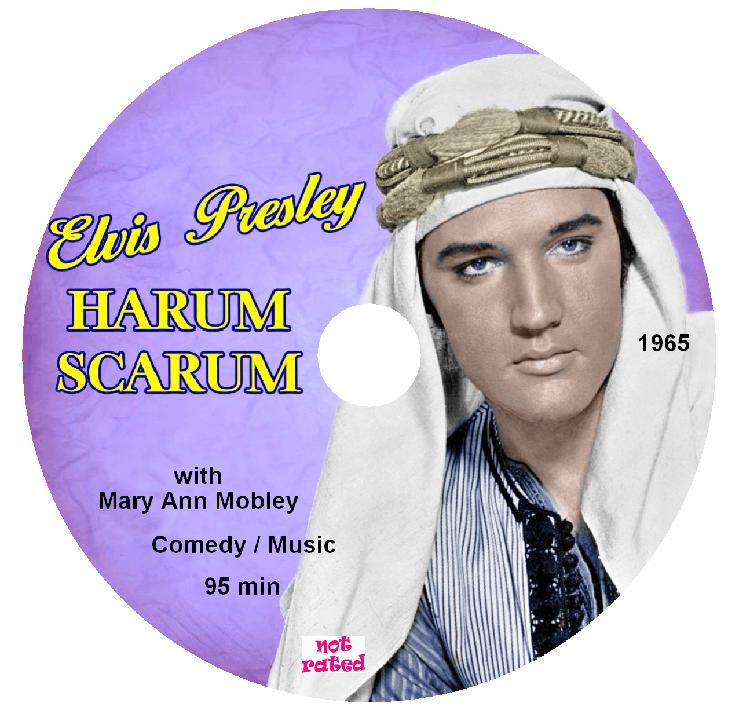 Elvis Presley
HARUM
SCARUM
1965
with
Mary Ann Mobley
Comedy / Music
95 min
not
rated